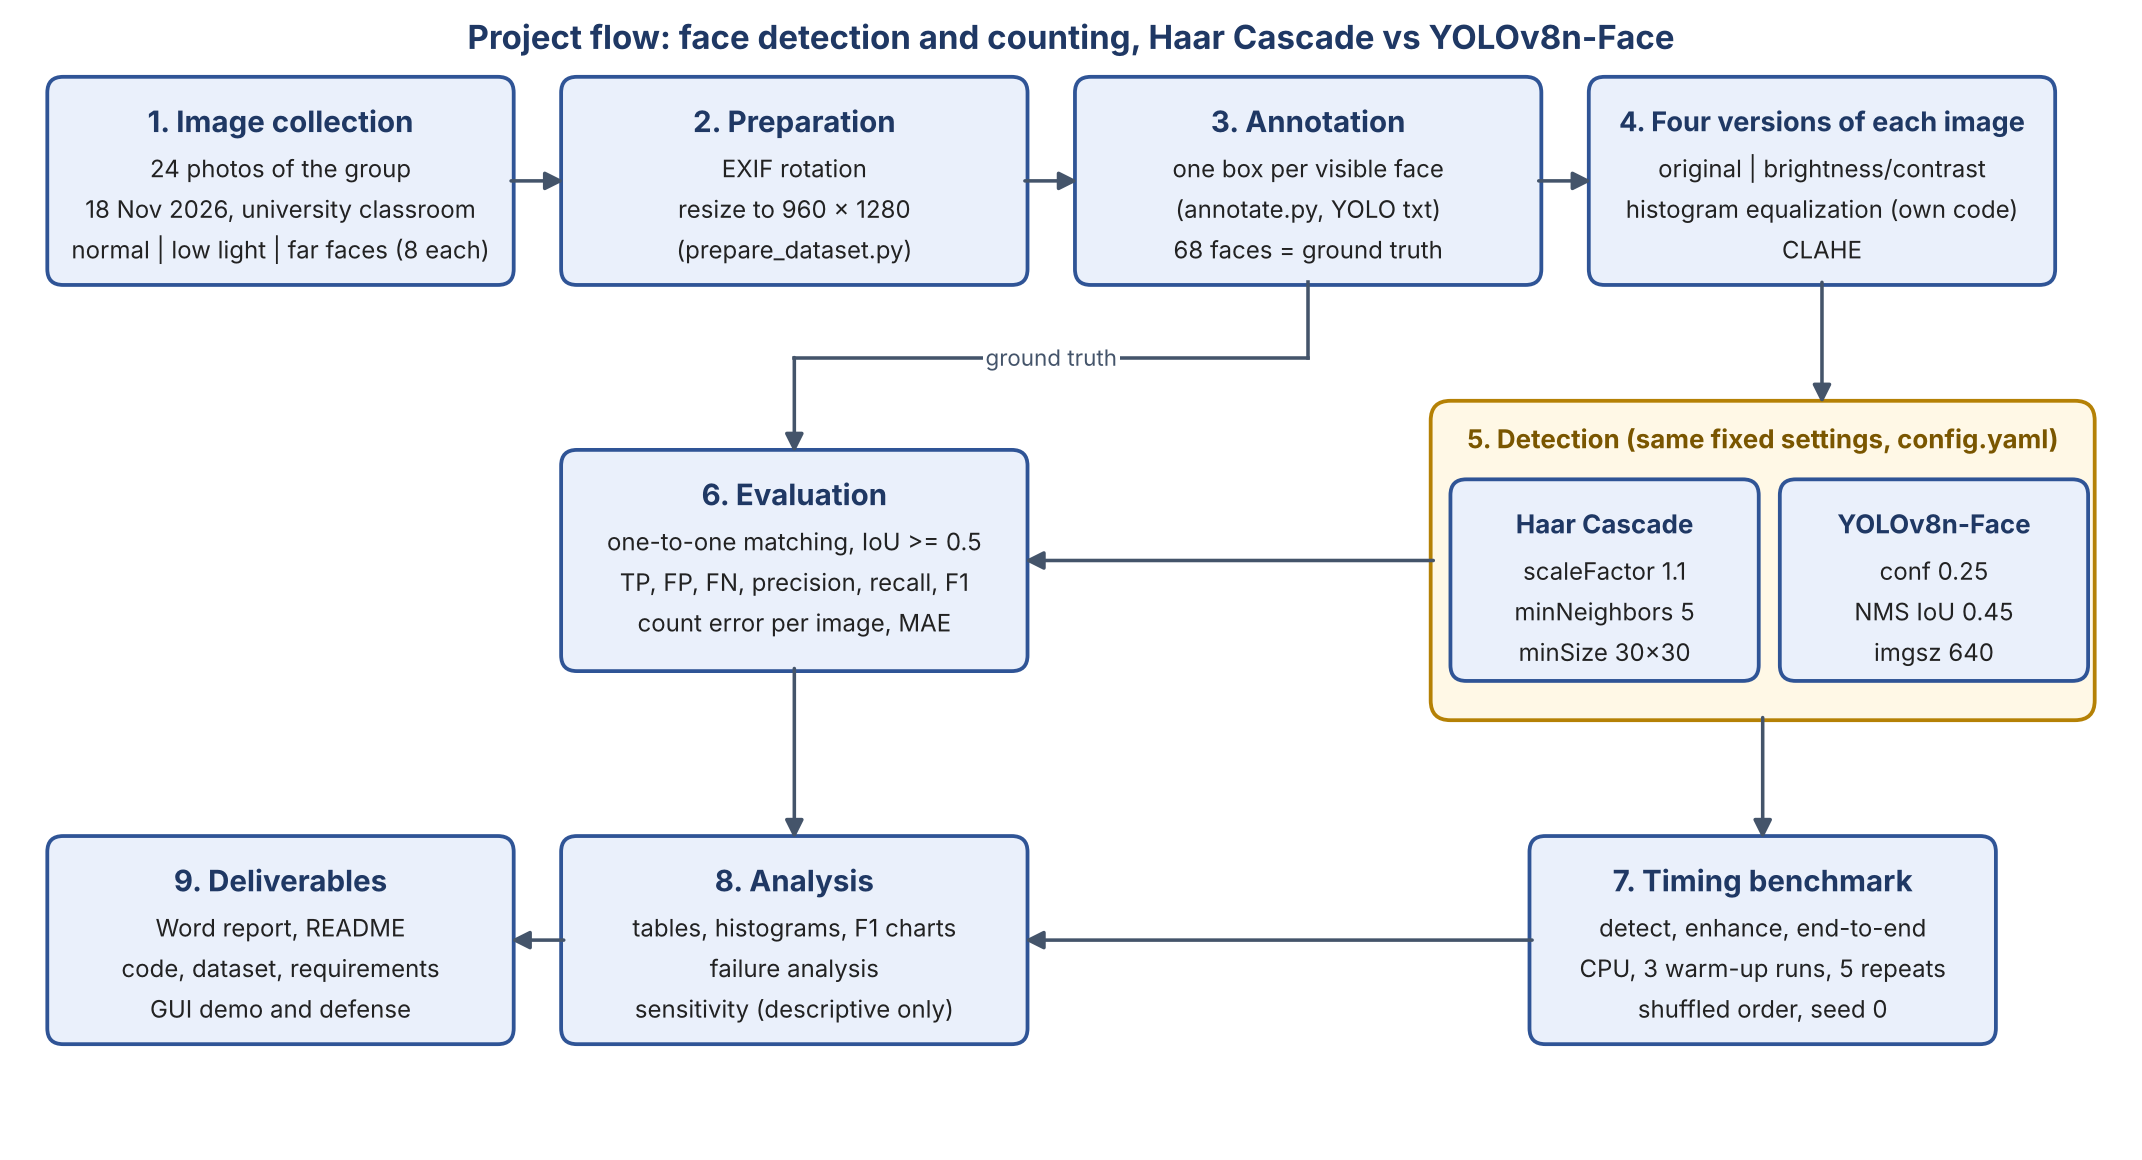 Project flow: face detection and counting, Haar Cascade vs YOLOv8n-Face
1. Image collection
24 photos of the group
18 Nov 2026, university classroom
normal | low light | far faces (8 each)
2. Preparation
EXIF rotation
resize to 960 × 1280
(prepare_dataset.py)
3. Annotation
one box per visible face
(annotate.py, YOLO txt)
68 faces = ground truth
4. Four versions of each image
original | brightness/contrast
histogram equalization (own code)
CLAHE
ground truth
5. Detection (same fixed settings, config.yaml)
Haar Cascade
scaleFactor 1.1
minNeighbors 5
minSize 30×30
YOLOv8n-Face
conf 0.25
NMS IoU 0.45
imgsz 640
6. Evaluation
one-to-one matching, IoU >= 0.5
TP, FP, FN, precision, recall, F1
count error per image, MAE
7. Timing benchmark
detect, enhance, end-to-end
CPU, 3 warm-up runs, 5 repeats
shuffled order, seed 0
8. Analysis
tables, histograms, F1 charts
failure analysis
sensitivity (descriptive only)
9. Deliverables
Word report, README
code, dataset, requirements
GUI demo and defense